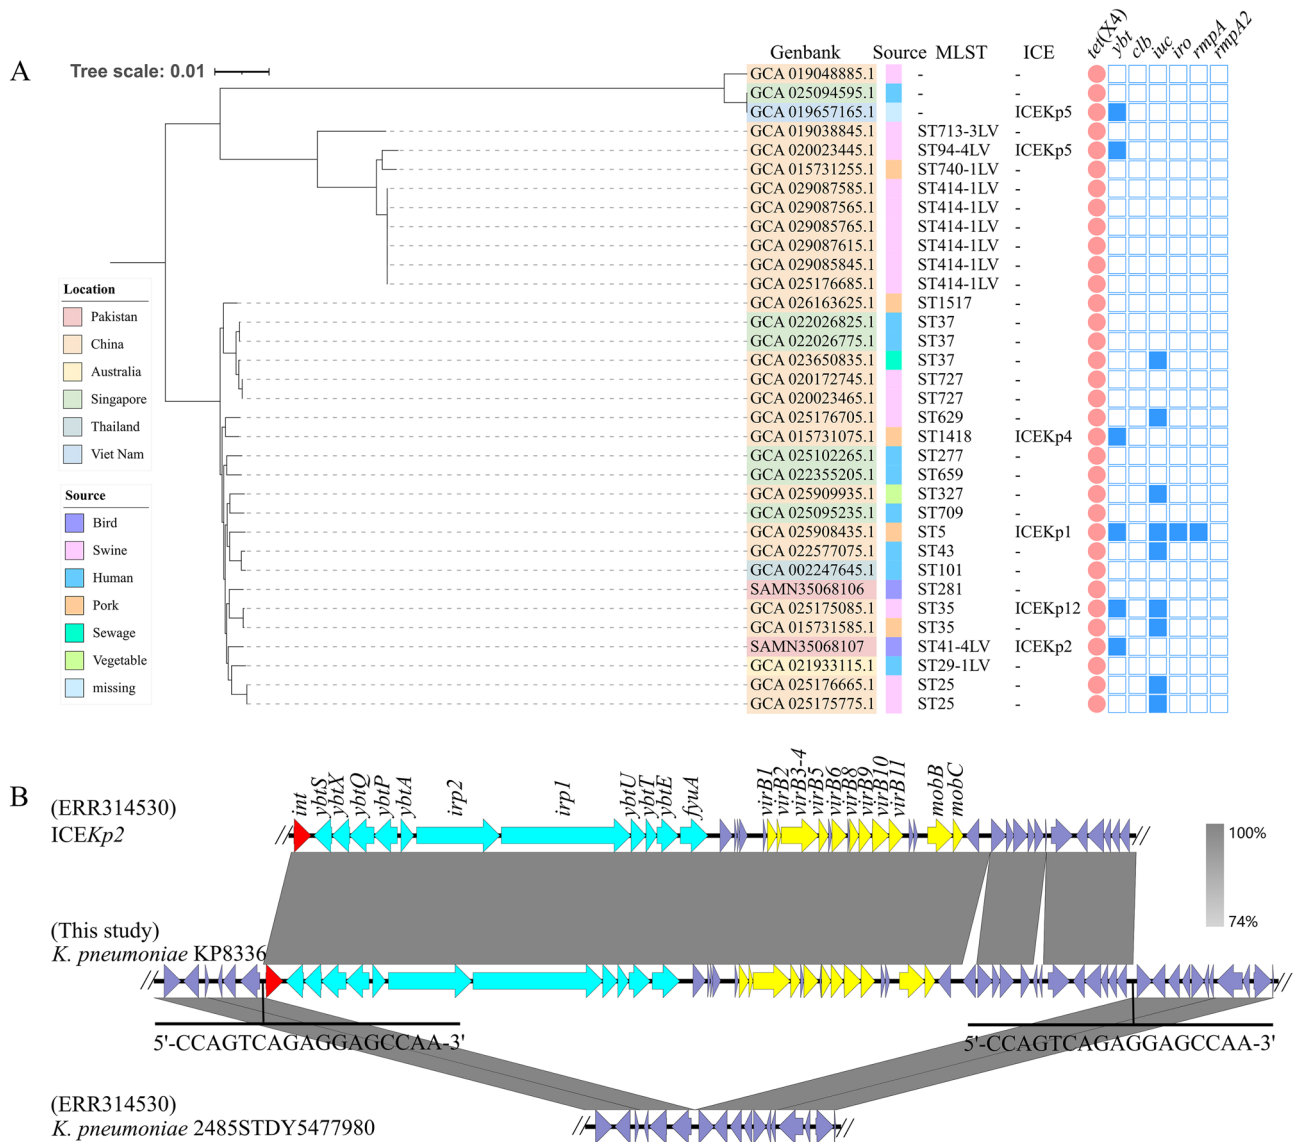 A
Tree scale: 0.01
Genbank Source MLST ICE tet(X4) ybt clb iuc iro rmpA rmpA2
GCA 019048885.1 - -
GCA 025094595.1 - -
GCA 019657165.1 - ICEKp5
GCA 019038845.1 ST713-3LV -
GCA 020023445.1 ST94-4LV ICEKp5
GCA 015731255.1 ST740-1LV -
GCA 029087585.1 ST414-1LV -
GCA 029087565.1 ST414-1LV -
GCA 029085765.1 ST414-1LV -
GCA 029087615.1 ST414-1LV -
GCA 029085845.1 ST414-1LV -
GCA 025176685.1 ST414-1LV -
GCA 026163625.1 ST1517 -
GCA 022026825.1 ST37 -
GCA 022026775.1 ST37 -
GCA 023650835.1 ST37 -
GCA 020172745.1 ST727 -
GCA 020023465.1 ST727 -
GCA 025176705.1 ST629 -
GCA 015731075.1 ST1418 ICEKp4
GCA 025102265.1 ST277 -
GCA 022355205.1 ST659 -
GCA 025909935.1 ST327 -
GCA 025095235.1 ST709 -
GCA 025908435.1 ST5 ICEKp1
GCA 022577075.1 ST43 -
GCA 002247645.1 ST101 -
SAMN35068106 ST281 -
GCA 025175085.1 ST35 ICEKp12
GCA 015731585.1 ST35 -
SAMN35068107 ST41-4LV ICEKp2
GCA 021933115.1 ST29-1LV -
GCA 025176665.1 ST25 -
GCA 025175775.1 ST25 -
Location
Pakistan
China
Australia
Singapore
Thailand
Viet Nam
Source
Bird
Swine
Human
Pork
Sewage
Vegetable
missing
B
(ERR314530)
ICEKp2
int ybtS ybtX ybtQ ybtP ybtA irp2 irp1 ybtU ybtT ybtE fyuA virB1 virB2 virB3-4 virB5 virB6 virB8 virB9 virB10 virB11 mobB mobC
100%
74%
(This study)
K. pneumoniae KP8336
5'-CCAGTCAGAGGAGCCAA-3' 5'-CCAGTCAGAGGAGCCAA-3'
(ERR314530)
K. pneumoniae 2485STDY5477980